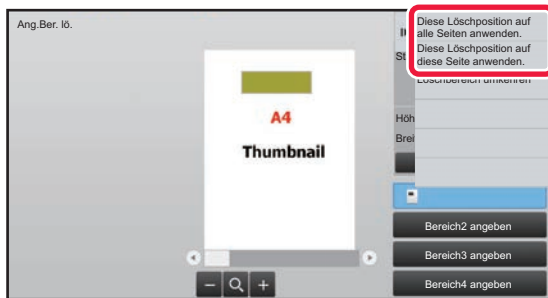 Ang.Ber. lö.
Diese Löschposition auf
alle Seiten anwenden.
Diese Löschposition auf
diese Seite anwenden.
Löschbereich umkehren
St
Höh
Brei
A4
Thumbnail
Bereich2 angeben
Bereich3 angeben
Bereich4 angeben